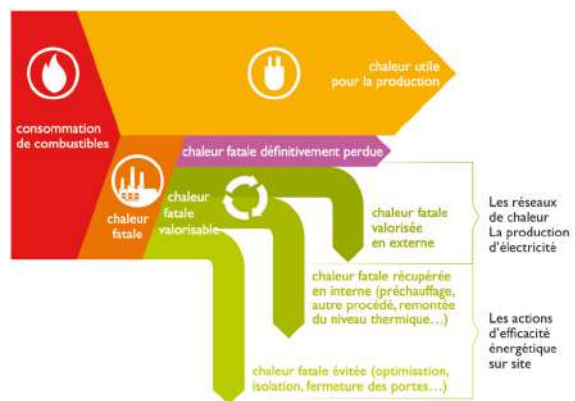 chaleur utile
pour la production
consommation
de combustibles
chaleur fatale définitivement perdue
chaleur
fatale
chaleur
fatale
valorisable
chaleur fatale
valorisée
en externe
Les réseaux
de chaleur
La production
d'électricité
chaleur fatale récupérée
en interne (préchauffage,
autre procédé, remontée
du niveau thermique...)
Les actions
d'efficacité
énergétique
sur site
chaleur fatale évitée (optimisation,
isolation, fermeture des portes...)